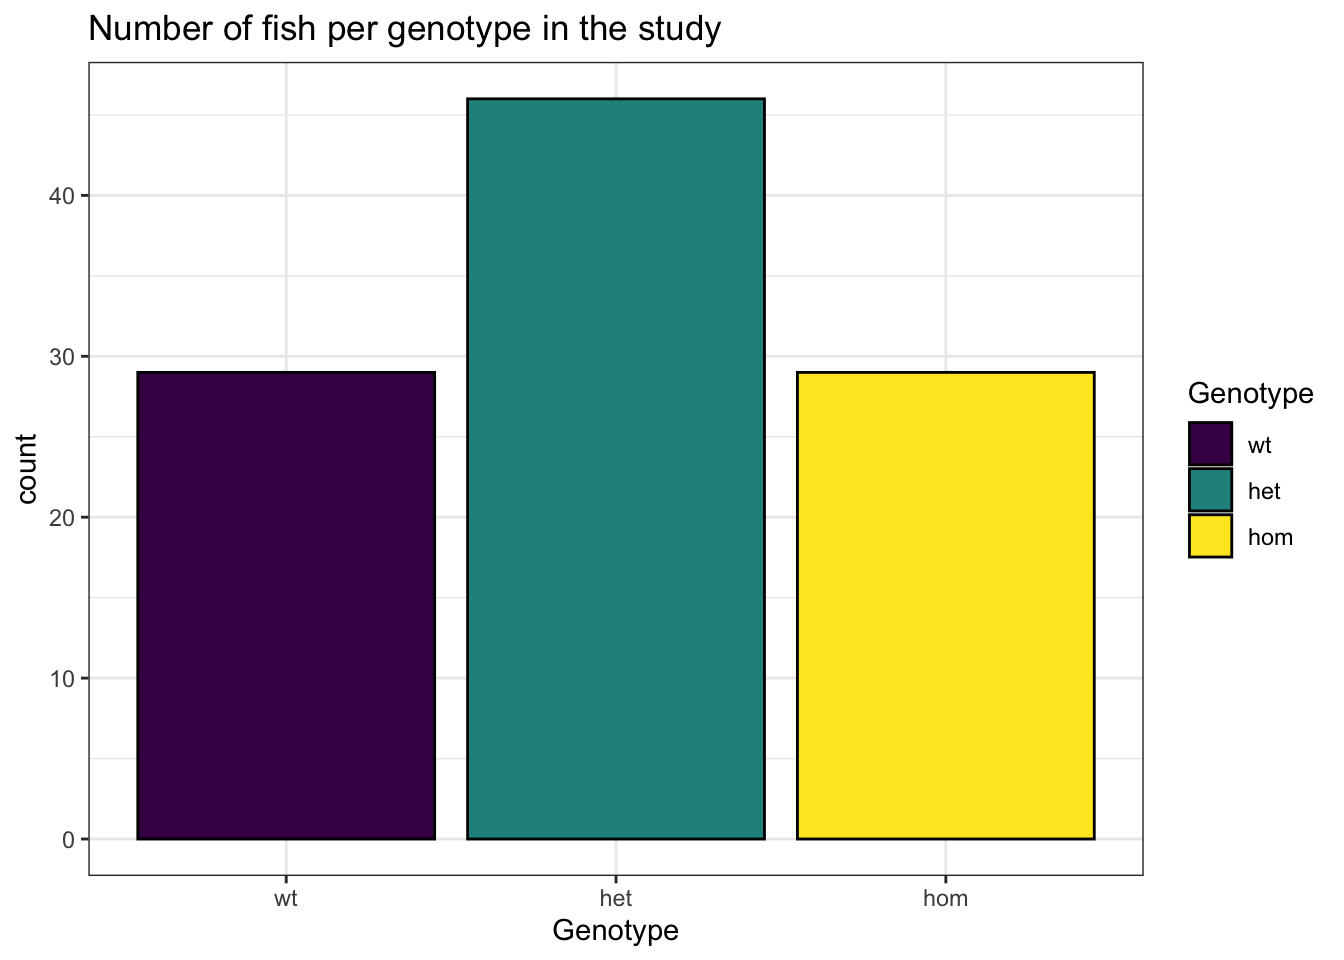 Number of fish per genotype in the study
count
40
30
20
10
0
wt
het
hom
Genotype
Genotype
wt
het
hom